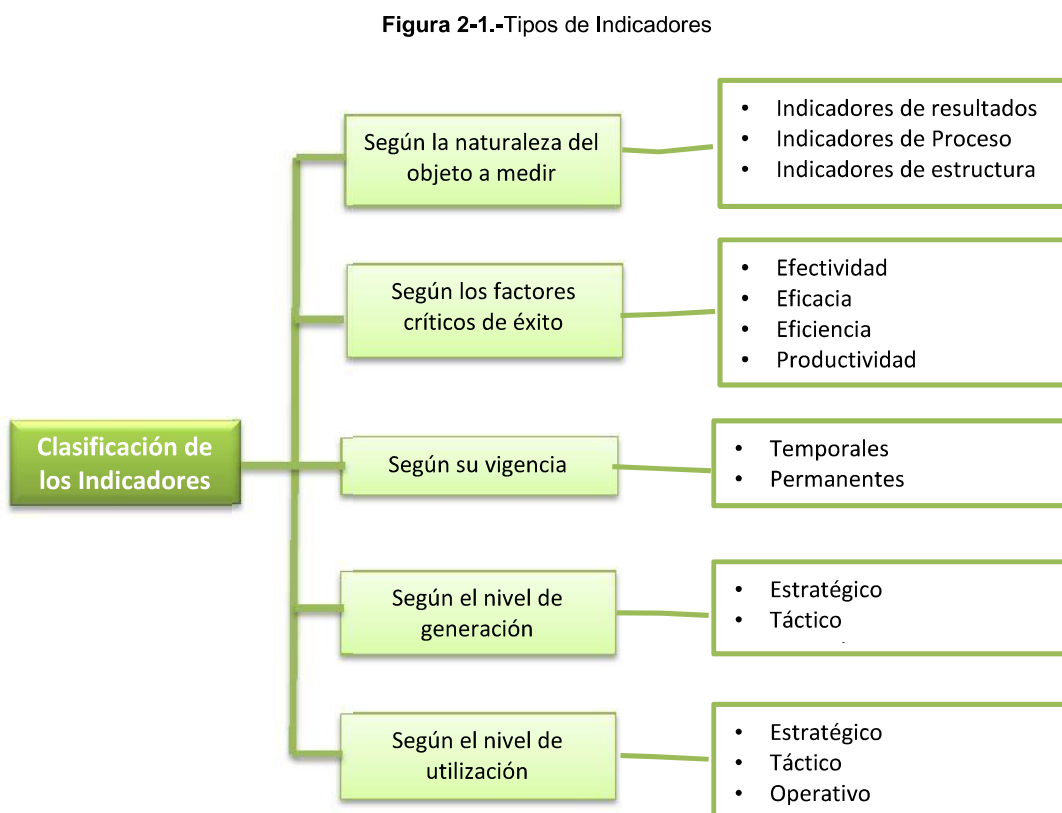 Figura 2-1.-Tipos de Indicadores
Según la naturaleza del
objeto a medir
• Indicadores de resultados
• Indicadores de Proceso
• Indicadores de estructura
Según los factores
críticos de éxito
• Efectividad
• Eficacia
• Eficiencia
• Productividad
Clasificación de
los Indicadores
Según su vigencia
• Temporales
• Permanentes
Según el nivel de
generación
• Estratégico
• Táctico
Según el nivel de
utilización
• Estratégico
• Táctico
• Operativo